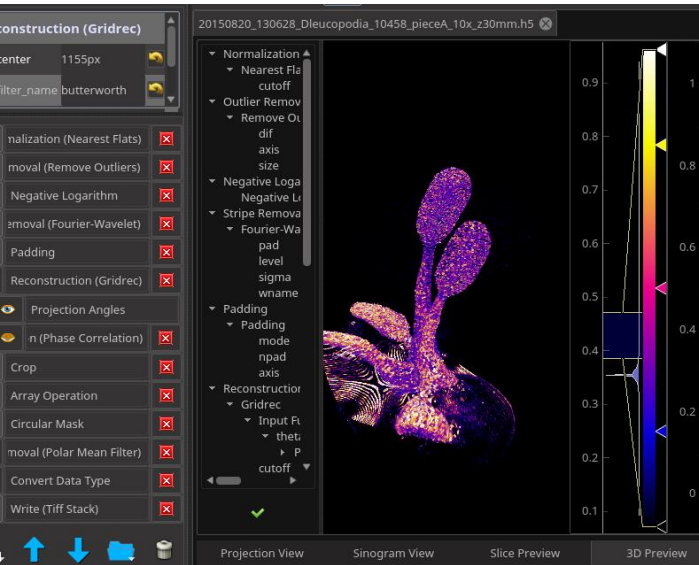 construction (Gridrec)
center 1155px
filter_name butterworth
nalization (Nearest Flats)
moval (Remove Outliers)
Negative Logarithm
emoval (Fourier-Wavelet)
Padding
Reconstruction (Gridrec)
Projection Angles
n (Phase Correlation)
Crop
Array Operation
Circular Mask
moval (Polar Mean Filter)
Convert Data Type
Write (Tiff Stack)
20150820_130628_Dleucopodia_10458_pieceA_10x_z30mm.h5
Normalization
Nearest Fla
cutoff
Outlier Remov
Remove Ou
dif
axis
size
Negative Loga
Negative Lo
Stripe Remova
Fourier-Wa
pad
level
sigma
wname
Padding
Padding
mode
npad
axis
Reconstruction
Gridrec
Input Fu
theta
P
cutoff
0.9
0.8
0.7
0.6
0.5
0.4
0.3
0.2
0.1
1
0.8
0.6
0.4
0.2
0
Projection View
Sinogram View
Slice Preview
3D Preview